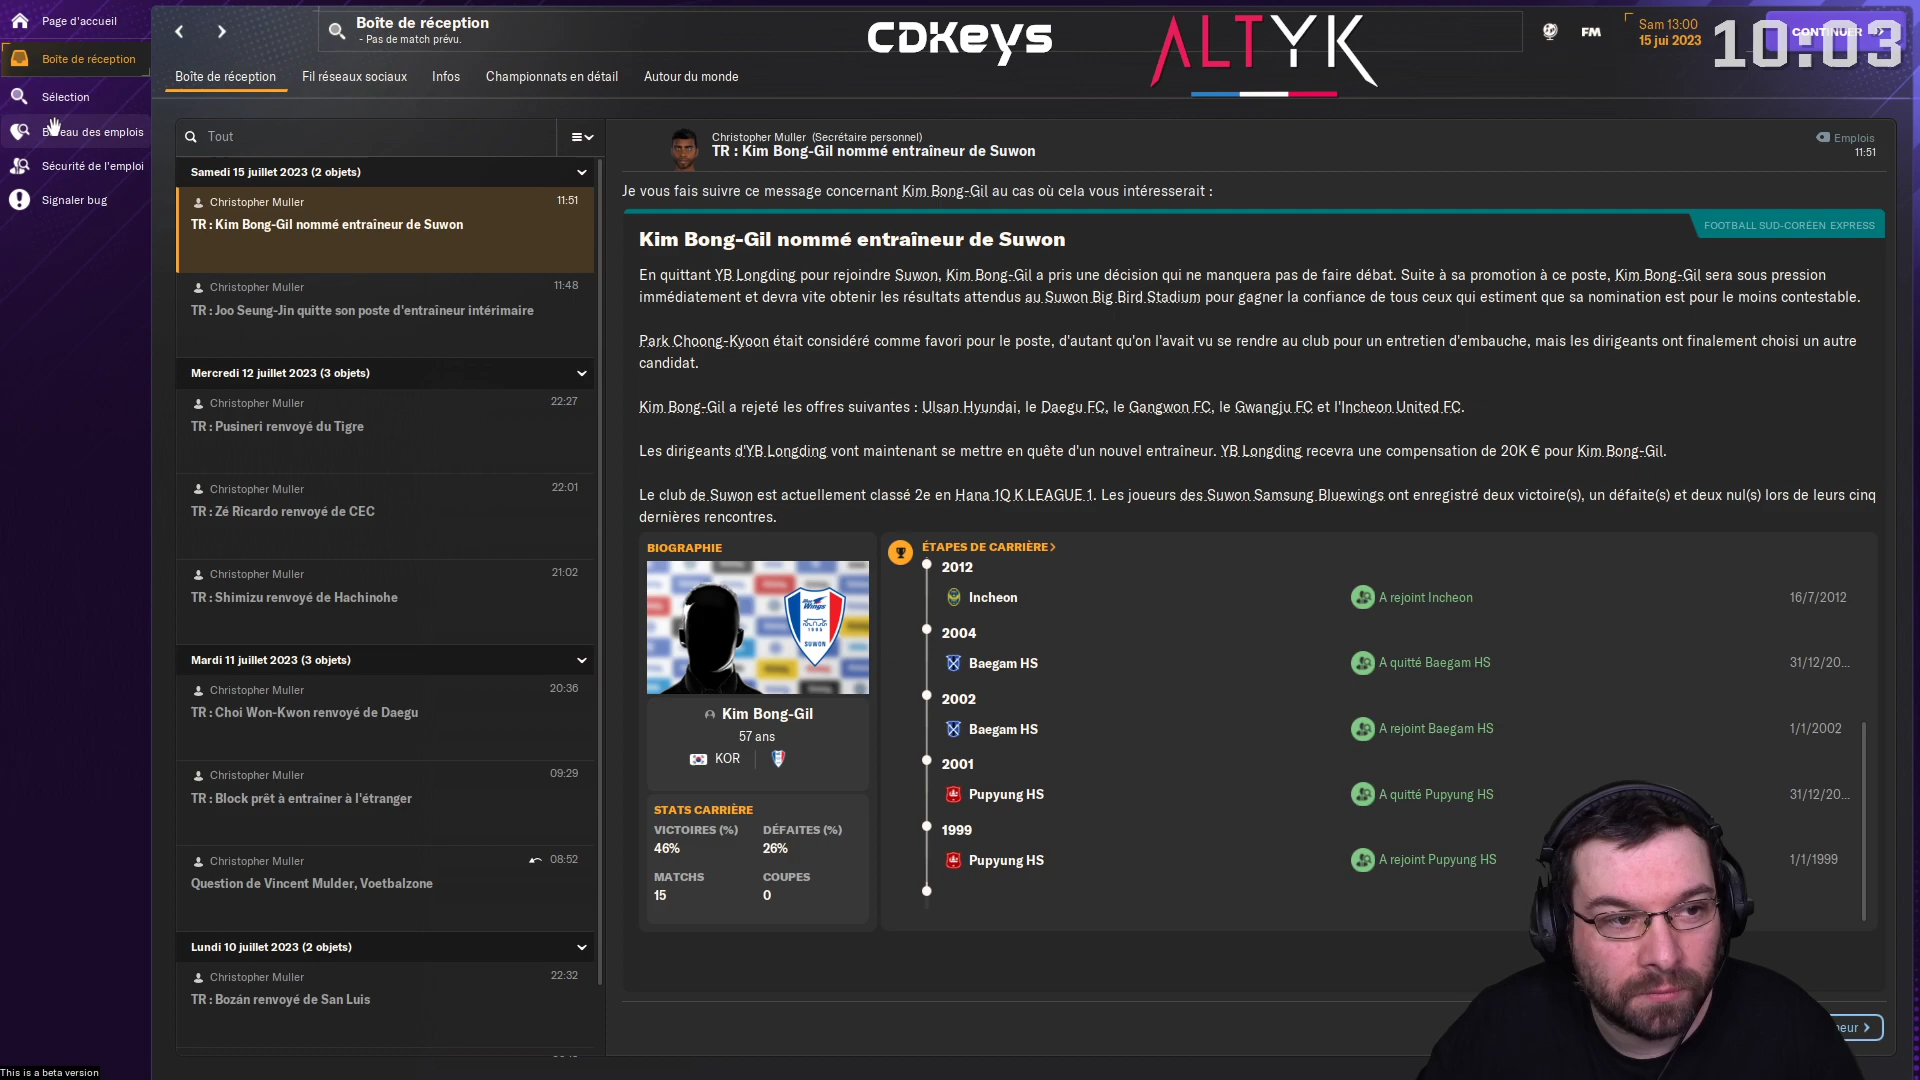 Page d'accueil
Boîte de réception
Sélection
Sécurité de l'emploi
Signaler bug
Boîte de réception
- Pas de match prévu.
CDKeys
ALTYK
FM
Sam 13:00
15 jui 2023
CONTINUER
10:03
Boîte de réception
Fil réseaux sociaux
Infos
Championnats en détail
Autour du monde
Tout
Samedi 15 juillet 2023 (2 objets)
Christopher Muller
11:51
TR : Kim Bong-Gil nommé entraîneur de Suwon
Christopher Muller
11:48
TR : Joo Seung-Jin quitte son poste d'entraîneur intérimaire
Mercredi 12 juillet 2023 (3 objets)
Christopher Muller
22:27
TR : Pusineri renvoyé du Tigre
Christopher Muller
22:01
TR : Zé Ricardo renvoyé de CEC
Christopher Muller
21:02
TR : Shimizu renvoyé de Hachinohe
Mardi 11 juillet 2023 (3 objets)
Christopher Muller
20:36
TR : Choi Won-Kwon renvoyé de Daegu
Christopher Muller
09:29
TR : Block prêt à entraîner à l'étranger
Christopher Muller
08:52
Question de Vincent Mulder, Voetbalzone
Lundi 10 juillet 2023 (2 objets)
Christopher Muller
22:32
TR : Bozán renvoyé de San Luis
Christopher Muller (Secrétaire personnel)
TR : Kim Bong-Gil nommé entraîneur de Suwon
Emplois
11:51
Je vous fais suivre ce message concernant Kim Bong-Gil au cas où cela vous intéresserait :
FOOTBALL SUD-CORÉEN EXPRESS
Kim Bong-Gil nommé entraîneur de Suwon
En quittant YB Longding pour rejoindre Suwon, Kim Bong-Gil a pris une décision qui ne manquera pas de faire débat. Suite à sa promotion à ce poste, Kim Bong-Gil sera sous pression
immédiatement et devra vite obtenir les résultats attendus au Suwon Big Bird Stadium pour gagner la confiance de tous ceux qui estiment que sa nomination est pour le moins contestable.
Park Choong-Kyoon était considéré comme favori pour le poste, d'autant qu'on l'avait vu se rendre au club pour un entretien d'embauche, mais les dirigeants ont finalement choisi un autre
candidat.
Kim Bong-Gil a rejeté les offres suivantes : Ulsan Hyundai, le Daegu FC, le Gangwon FC, le Gwangju FC et l'Incheon United FC.
Les dirigeants d'YB Longding vont maintenant se mettre en quête d'un nouvel entraîneur. YB Longding recevra une compensation de 20K € pour Kim Bong-Gil.
Le club de Suwon est actuellement classé 2e en Hana 1Q K LEAGUE 1. Les joueurs des Suwon Samsung Bluewings ont enregistré deux victoire(s), un défaite(s) et deux nul(s) lors de leurs cinq
dernières rencontres.
BIOGRAPHIE
SUWON
Kim Bong-Gil
57 ans
KOR
STATS CARRIÈRE
VICTOIRES (%)
DÉFAITES (%)
46%
26%
MATCHS
COUPES
15
0
ÉTAPES DE CARRIÈRE>
2012
Incheon
A rejoint Incheon
16/7/2012
2004
Baegam HS
A quitté Baegam HS
31/12/20...
2002
Baegam HS
A rejoint Baegam HS
1/1/2002
2001
Pupyung HS
A quitté Pupyung HS
31/12/20...
1999
Pupyung HS
A rejoint Pupyung HS
1/1/1999
This is a beta version